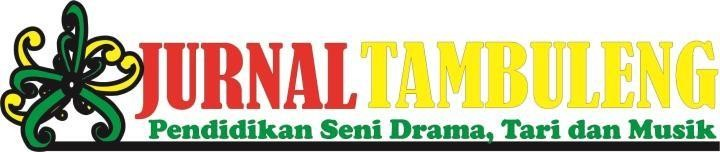 JURNAL TAMBULENG
Pendidikan Seni Drama, Tari dan Musik